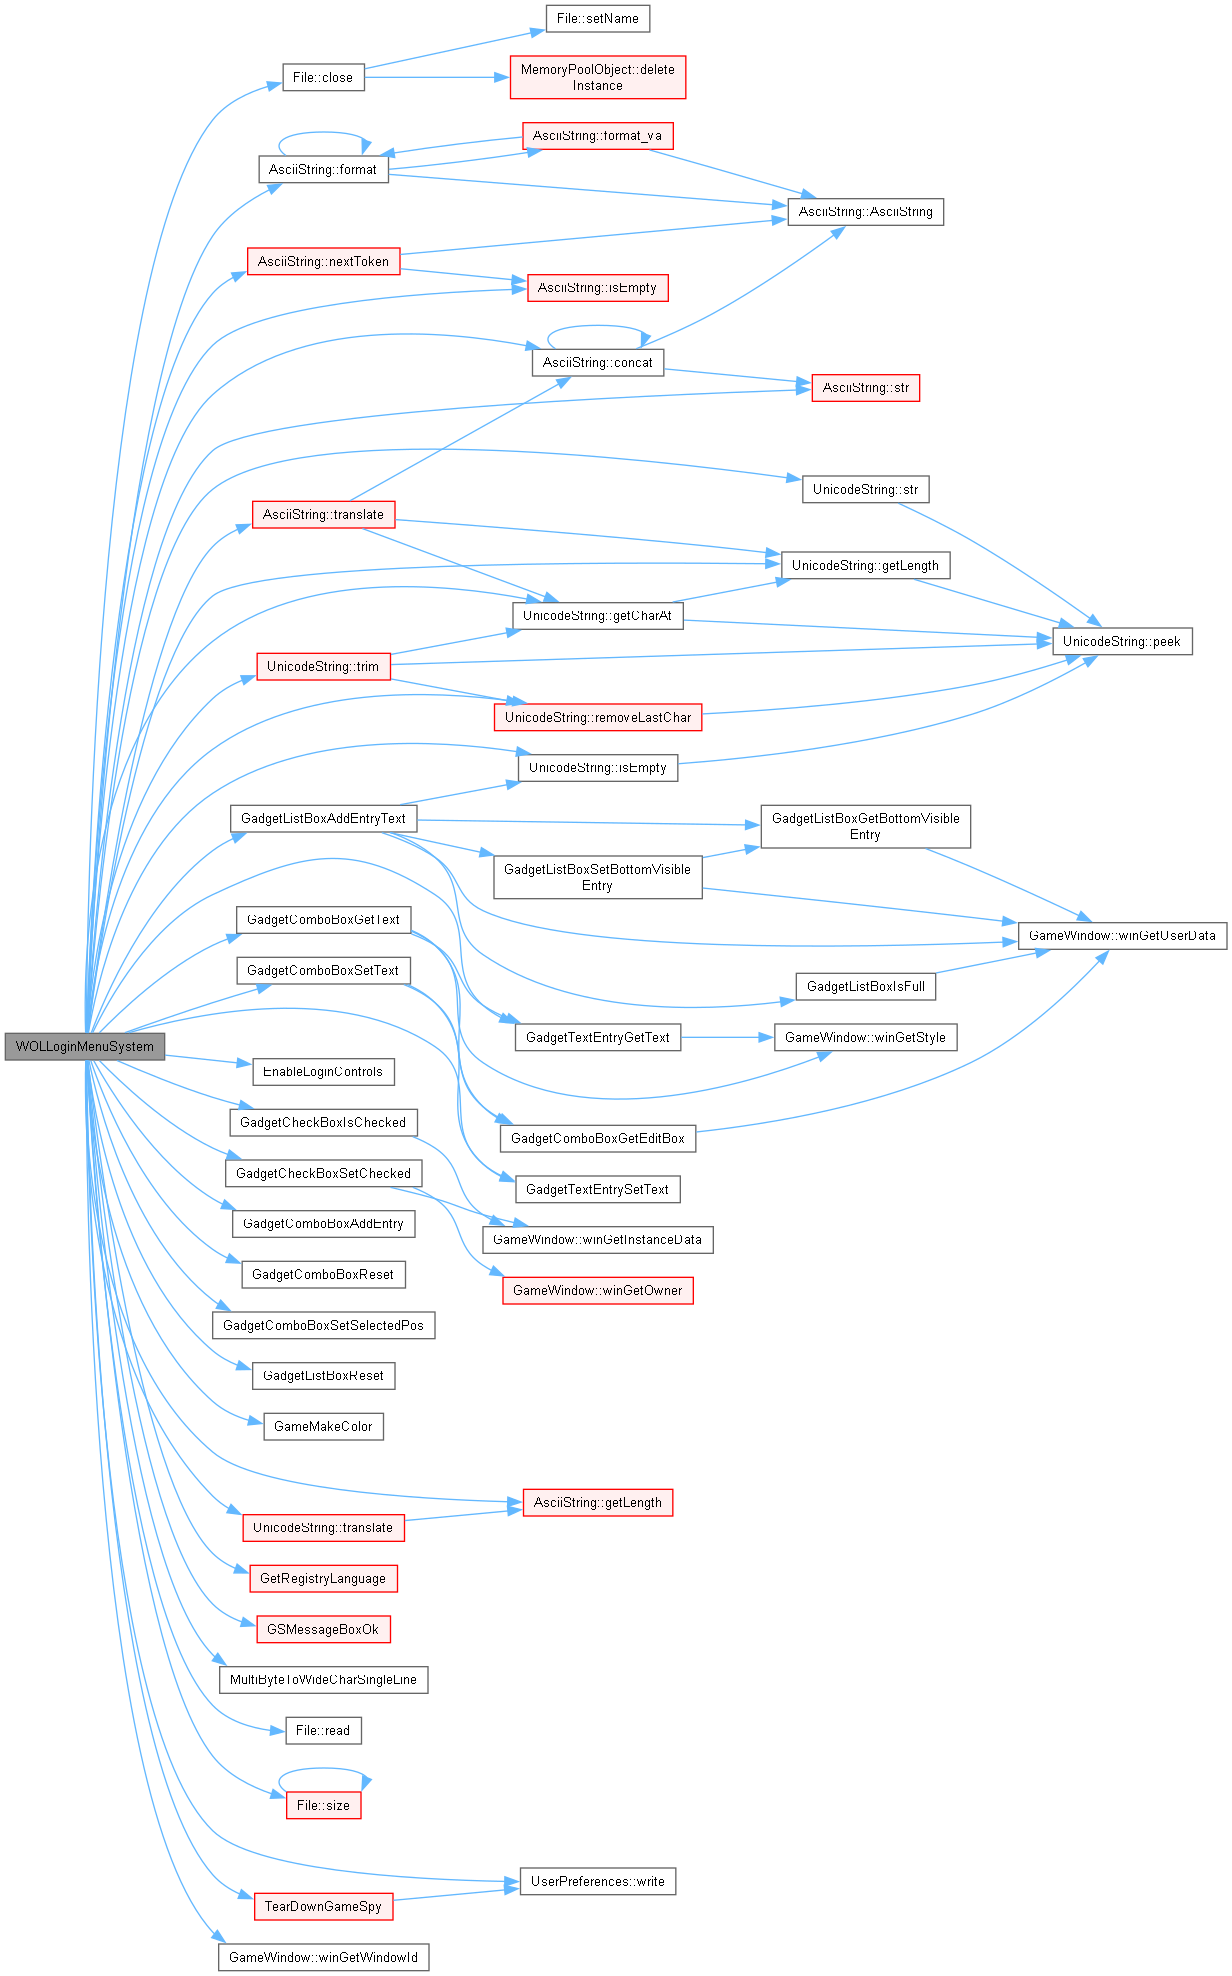 File::setName
File::close
MemoryPoolObject::delete
Instance
AsciiString::format_va
AsciiString::format
AsciiString::AsciiString
AsciiString::nextToken
AsciiString::isEmpty
AsciiString::concat
AsciiString::str
UnicodeString::str
AsciiString::translate
UnicodeString::getLength
UnicodeString::getCharAt
UnicodeString::peek
UnicodeString::trim
UnicodeString::removeLastChar
UnicodeString::isEmpty
GadgetListBoxAddEntryText
GadgetListBoxGetBottomVisible
Entry
GadgetListBoxSetBottomVisible
Entry
GadgetComboBoxGetText
GameWindow::winGetUserData
GadgetComboBoxSetText
GadgetListBoxIsFull
GadgetTextEntryGetText
GameWindow::winGetStyle
WOLLoginMenuSystem
EnableLoginControls
GadgetCheckBoxIsChecked
GadgetComboBoxGetEditBox
GadgetCheckBoxSetChecked
GadgetTextEntrySetText
GadgetComboBoxAddEntry
GameWindow::winGetInstanceData
GadgetComboBoxReset
GameWindow::winGetOwner
GadgetComboBoxSetSelectedPos
GadgetListBoxReset
GameMakeColor
AsciiString::getLength
UnicodeString::translate
GetRegistryLanguage
GSMessageBoxOk
MultiByteToWideCharSingleLine
File::read
File::size
UserPreferences::write
TearDownGameSpy
GameWindow::winGetWindowId